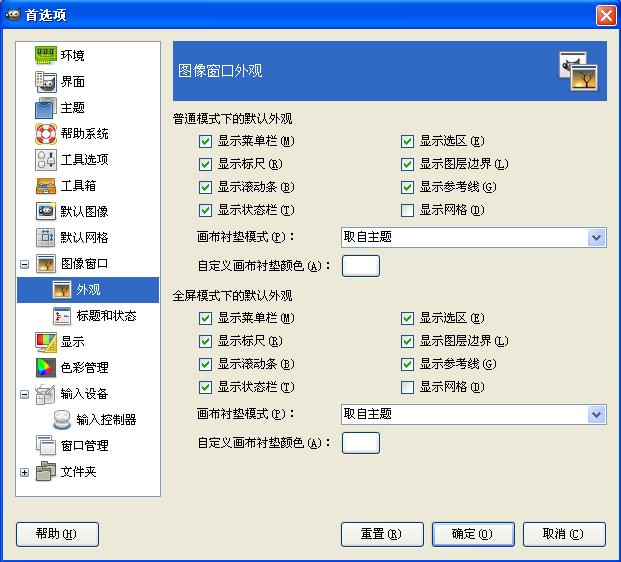 首选项
环境
界面
主题
帮助系统
工具选项
工具箱
默认图像
默认网格
图像窗口
外观
标题和状态
显示
色彩管理
输入设备
输入控制器
窗口管理
文件夹
图像窗口外观
普通模式下的默认外观
显示菜单栏(M) 显示选区(E)
显示标尺(R) 显示图层边界(L)
显示滚动条(B) 显示参考线(G)
显示状态栏(T) 显示网格(D)
画布衬垫模式(P)： 取自主题
自定义画布衬垫颜色(A)：
全屏模式下的默认外观
显示菜单栏(M) 显示选区(E)
显示标尺(R) 显示图层边界(L)
显示滚动条(B) 显示参考线(G)
显示状态栏(T) 显示网格(D)
画布衬垫模式(P)： 取自主题
自定义画布衬垫颜色(A)：
帮助(H) 重置(R) 确定(O) 取消(C)